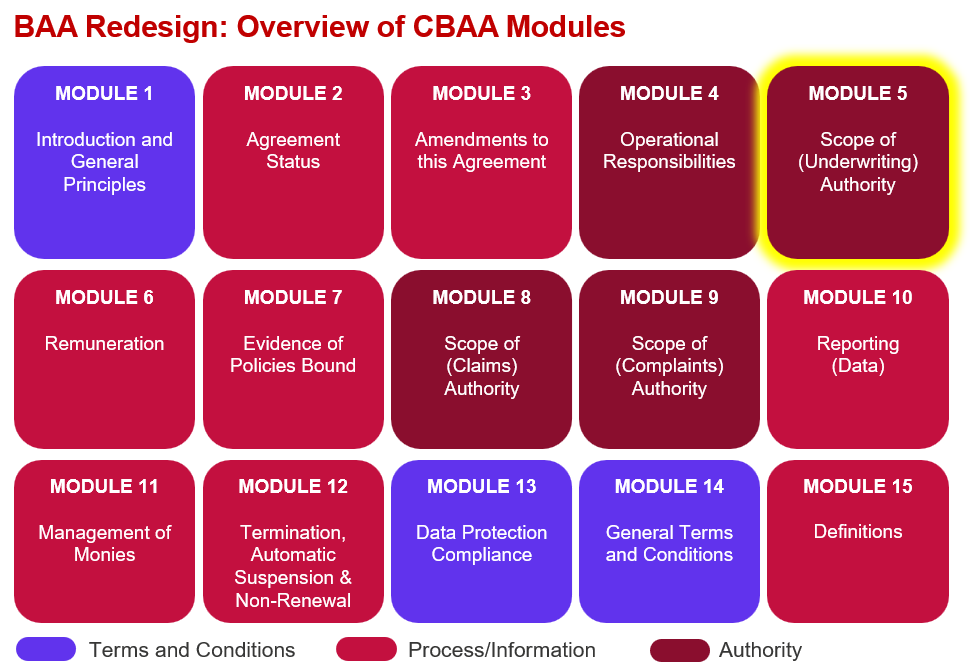 BAA Redesign: Overview of CBAA Modules
MODULE 1
Introduction and
General
Principles
MODULE 2
Agreement
Status
MODULE 3
Amendments to
this Agreement
MODULE 4
Operational
Responsibilities
MODULE 5
Scope of
(Underwriting)
Authority
MODULE 6
Remuneration
MODULE 7
Evidence of
Policies Bound
MODULE 8
Scope of
(Claims)
Authority
MODULE 9
Scope of
(Complaints)
Authority
MODULE 10
Reporting
(Data)
MODULE 11
Management of
Monies
MODULE 12
Termination,
Automatic
Suspension &
Non-Renewal
MODULE 13
Data Protection
Compliance
MODULE 14
General Terms
and Conditions
MODULE 15
Definitions
Terms and Conditions
Process/Information
Authority